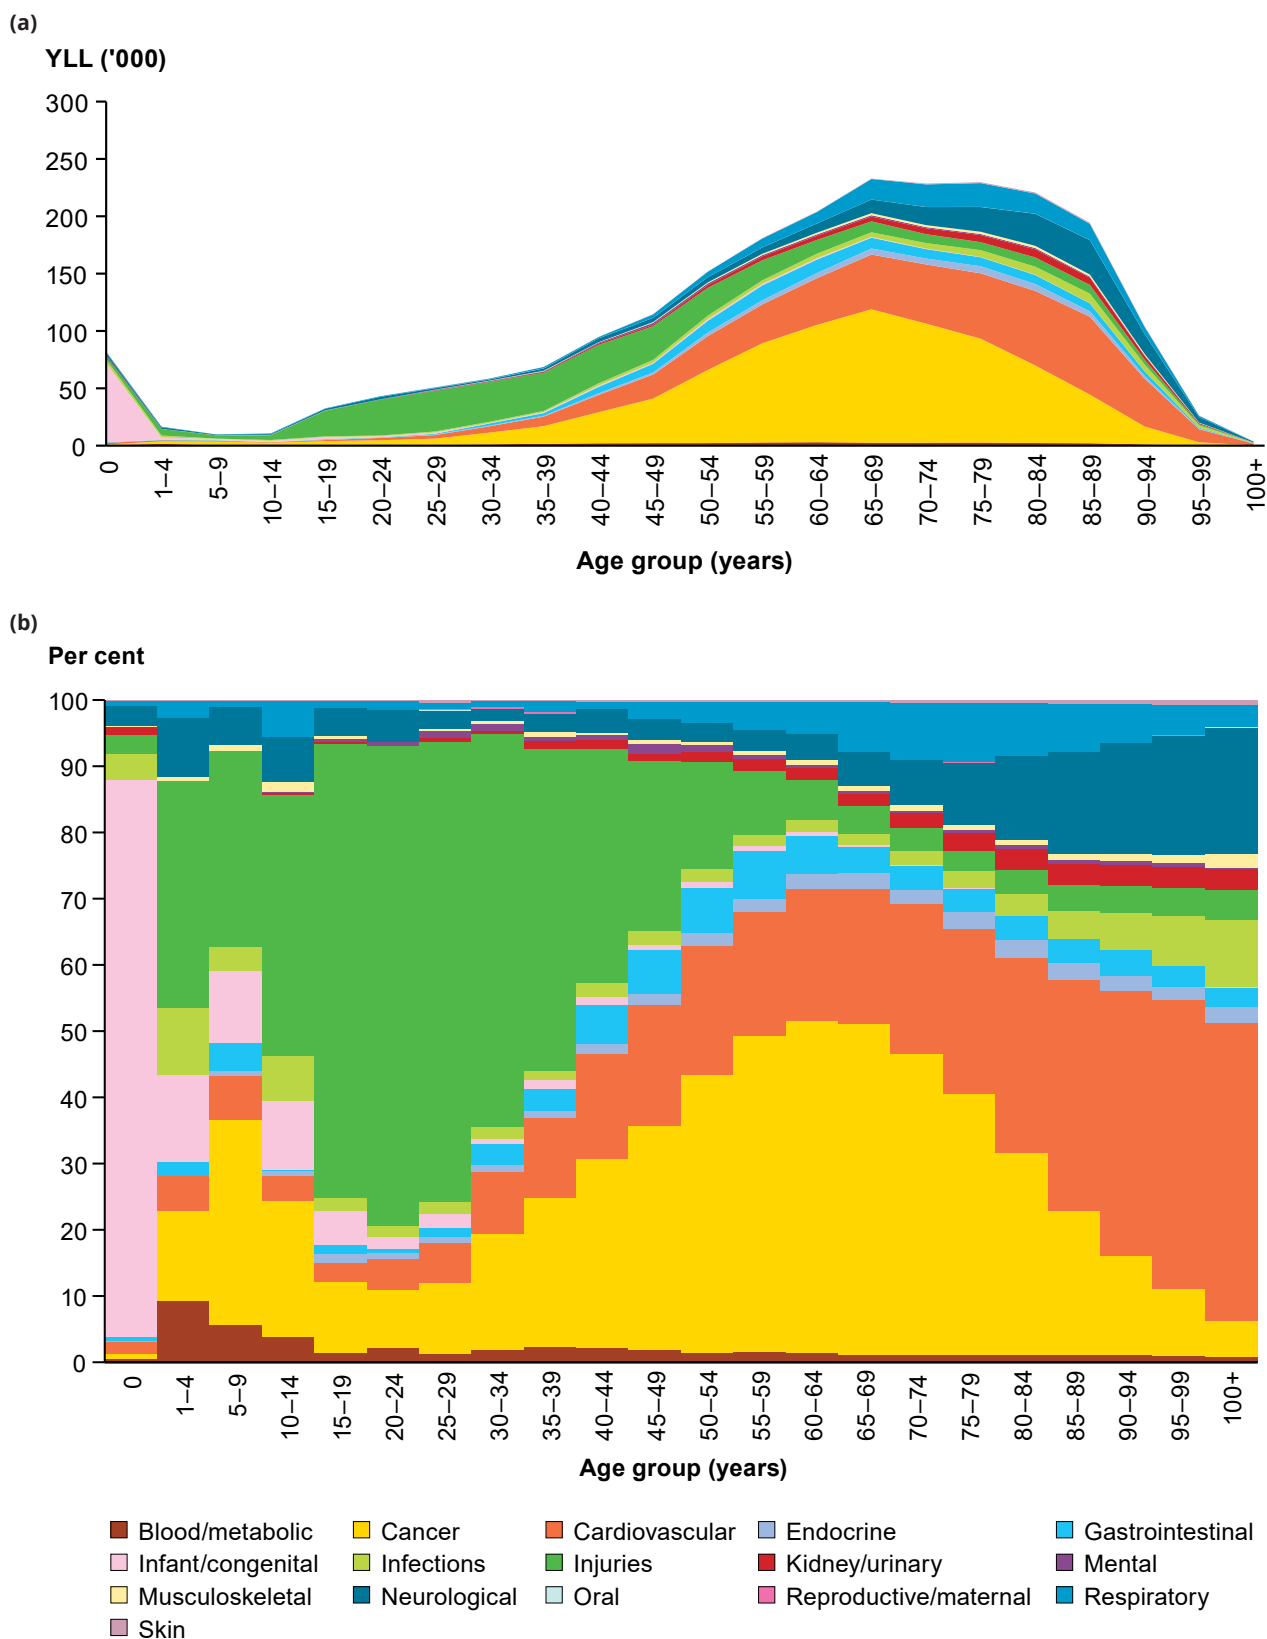 (a)
YLL ('000)
300
250
200
150
100
50
0
0 1–4 5–9 10–14 15–19 20–24 25–29 30–34 35–39 40–44 45–49 50–54 55–59 60–64 65–69 70–74 75–79 80–84 85–89 90–94 95–99 100+
Age group (years)
(b)
Per cent
100
90
80
70
60
50
40
30
20
10
0
0 1–4 5–9 10–14 15–19 20–24 25–29 30–34 35–39 40–44 45–49 50–54 55–59 60–64 65–69 70–74 75–79 80–84 85–89 90–94 95–99 100+
Age group (years)
Blood/metabolic Cancer Cardiovascular Endocrine Gastrointestinal
Infant/congenital Infections Injuries Kidney/urinary Mental
Musculoskeletal Neurological Oral Reproductive/maternal Respiratory
Skin